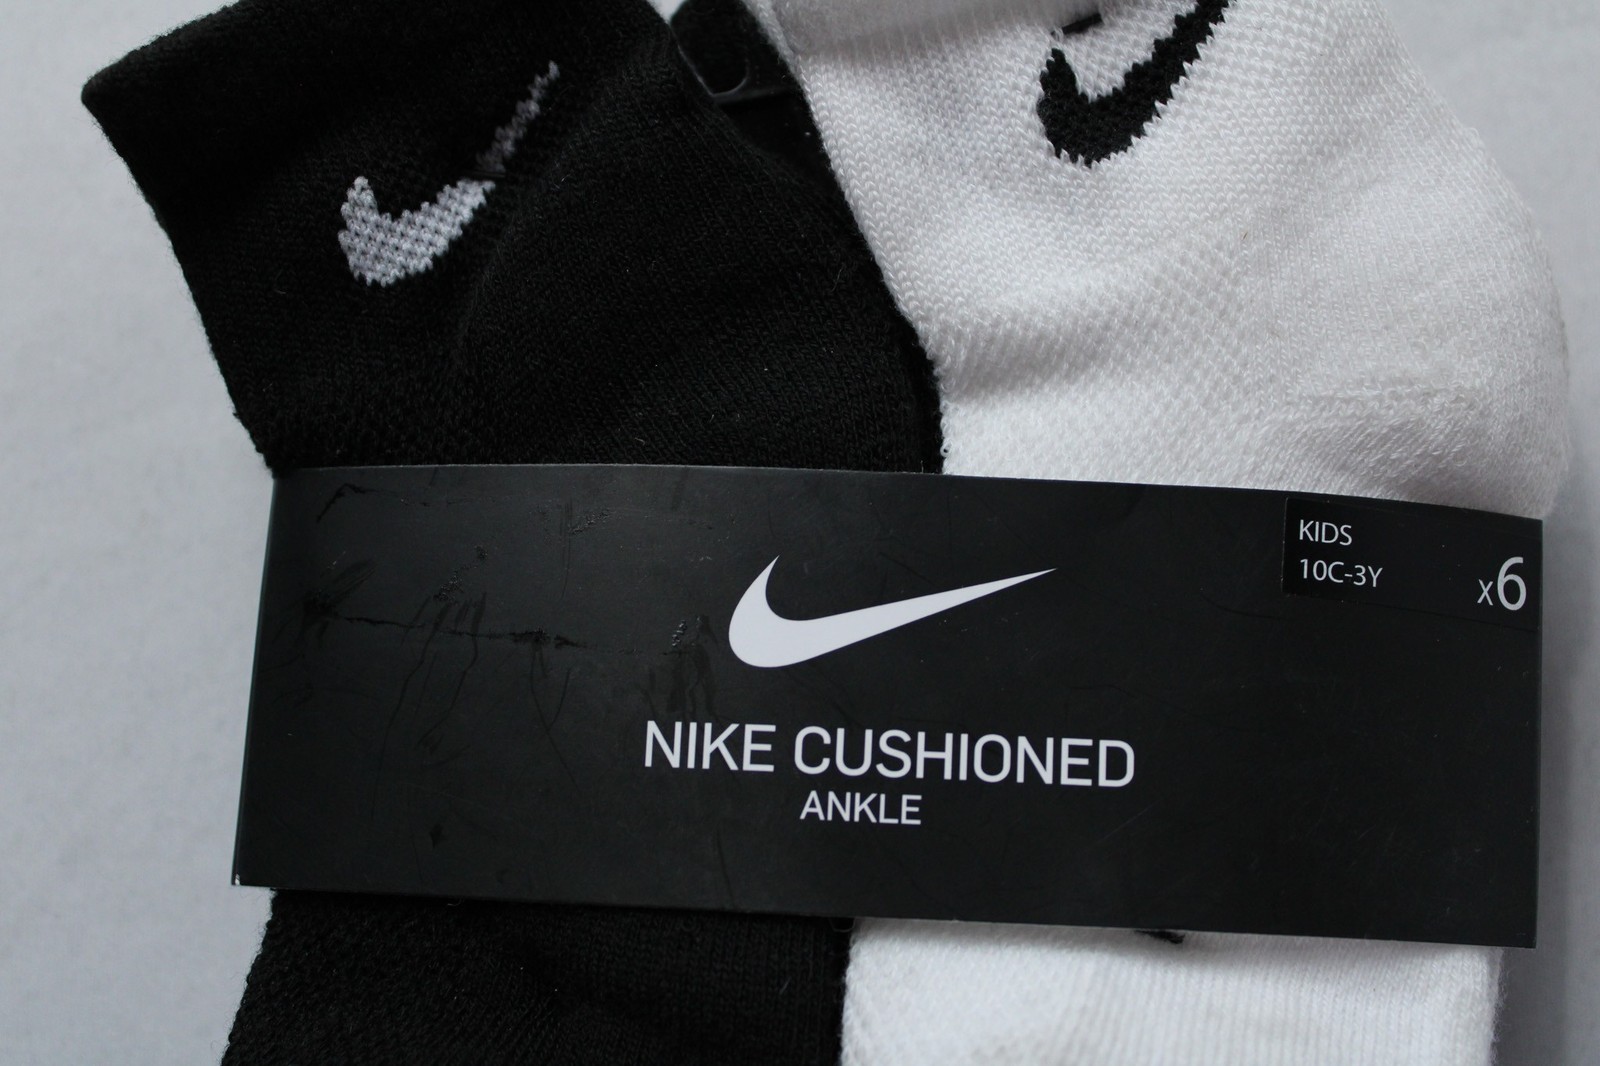 KIDS
10C-3Y
x6
NIKE CUSHIONED
ANKLE